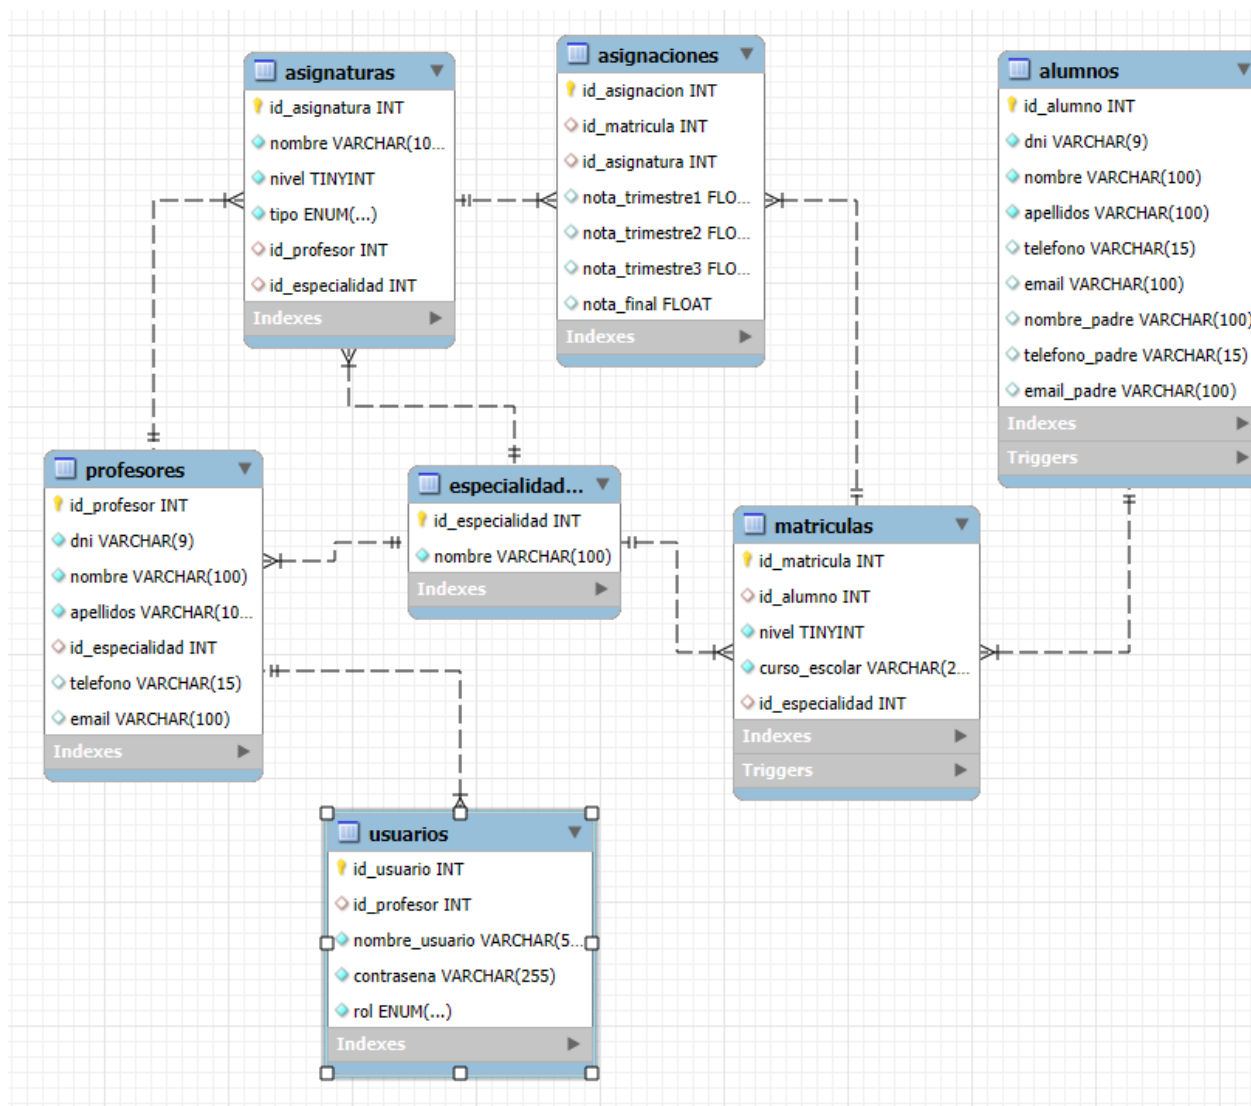 asignaturas
id_asignatura INT
nombre VARCHAR(10...
nivel TINYINT
tipo ENUM(...)
id_profesor INT
id_especialidad INT
Indexes
asignaciones
id_asignacion INT
id_matricula INT
id_asignatura INT
nota_trimestre1 FLO...
nota_trimestre2 FLO...
nota_trimestre3 FLO...
nota_final FLOAT
Indexes
alumnos
id_alumno INT
dni VARCHAR(9)
nombre VARCHAR(100)
apellidos VARCHAR(100)
telefono VARCHAR(15)
email VARCHAR(100)
nombre_padre VARCHAR(100)
telefono_padre VARCHAR(15)
email_padre VARCHAR(100)
Indexes
Triggers
profesores
id_profesor INT
dni VARCHAR(9)
nombre VARCHAR(100)
apellidos VARCHAR(10...
id_especialidad INT
telefono VARCHAR(15)
email VARCHAR(100)
Indexes
especialidad...
id_especialidad INT
nombre VARCHAR(100)
Indexes
matriculas
id_matricula INT
id_alumno INT
nivel TINYINT
curso_escolar VARCHAR(2...
id_especialidad INT
Indexes
Triggers
usuarios
id_usuario INT
id_profesor INT
nombre_usuario VARCHAR(5...
contrasena VARCHAR(255)
rol ENUM(...)
Indexes